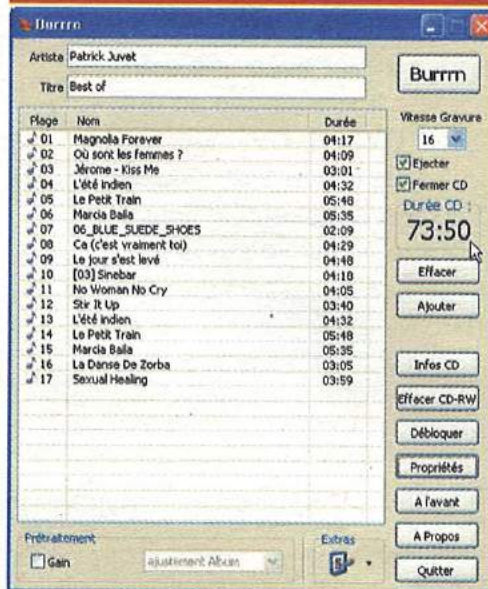 Burrrn
Artiste Patrick Juvet
Titre Best of
Burrrn
Plage Nom Durée
01 Magnolia Forever 04:17
02 Où sont les femmes ? 04:09
03 Jérome - Kiss Me 03:01
04 L'été indien 04:32
05 Le Petit Train 05:48
06 Marcia Baila 05:35
07 06_BLUE_SUEDE_SHOES 02:09
08 Ca (c'est vraiment toi) 04:29
09 Le jour s'est levé 04:48
10 [03] Sinebar 04:18
11 No Woman No Cry 04:05
12 Stir It Up 03:40
13 L'été indien 04:32
14 Le Petit Train 05:48
15 Marcia Baila 05:35
16 La Danse De Zorba 03:05
17 Sexual Healing 03:59
Vitesse Gravure
16
Ejecter
Fermer CD
Durée CD :
73:50
Effacer
Ajouter
Infos CD
Effacer CD-RW
Débloquer
Propriétés
A l'avant
A Propos
Quitter
Prétraitement
Gain
ajustement Album
Extras